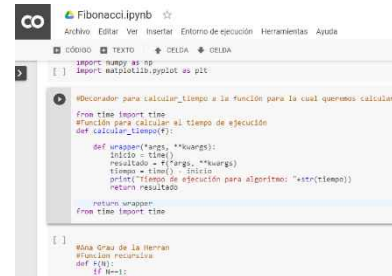 CO
Fibonacci.ipynb
Archivo Editar Ver Insertar Entorno de ejecución Herramientas Ayuda
CÓDIGO TEXTO CELDA CELDA
import numpy as np
[ ] import matplotlib.pyplot as plt
#Decorador para calcular_tiempo a la función para la cual queremos calcular
from time import time
#Función para calcular el tiempo de ejecución
def calcular_tiempo(f):
def wrapper(*args, **kwargs):
inicio = time()
resultado = f(*args, **kwargs)
tiempo = time() - inicio
print("Tiempo de ejecución para algoritmo: "+str(tiempo))
return resultado
return wrapper
from time import time
[ ]
#Ana Grau de la Herran
#Funcion recursiva
def F(N):
if N==1: